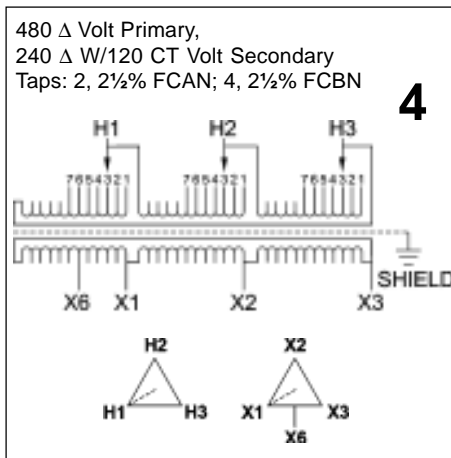 480 Δ Volt Primary,
240 Δ W/120 CT Volt Secondary
Taps: 2, 2½% FCAN; 4, 2½% FCBN
4
H1 H2 H3
7654321 7654321 7654321
SHIELD
X6 X1 X2 X3
H2 X2
H1 H3 X1 X3
X6